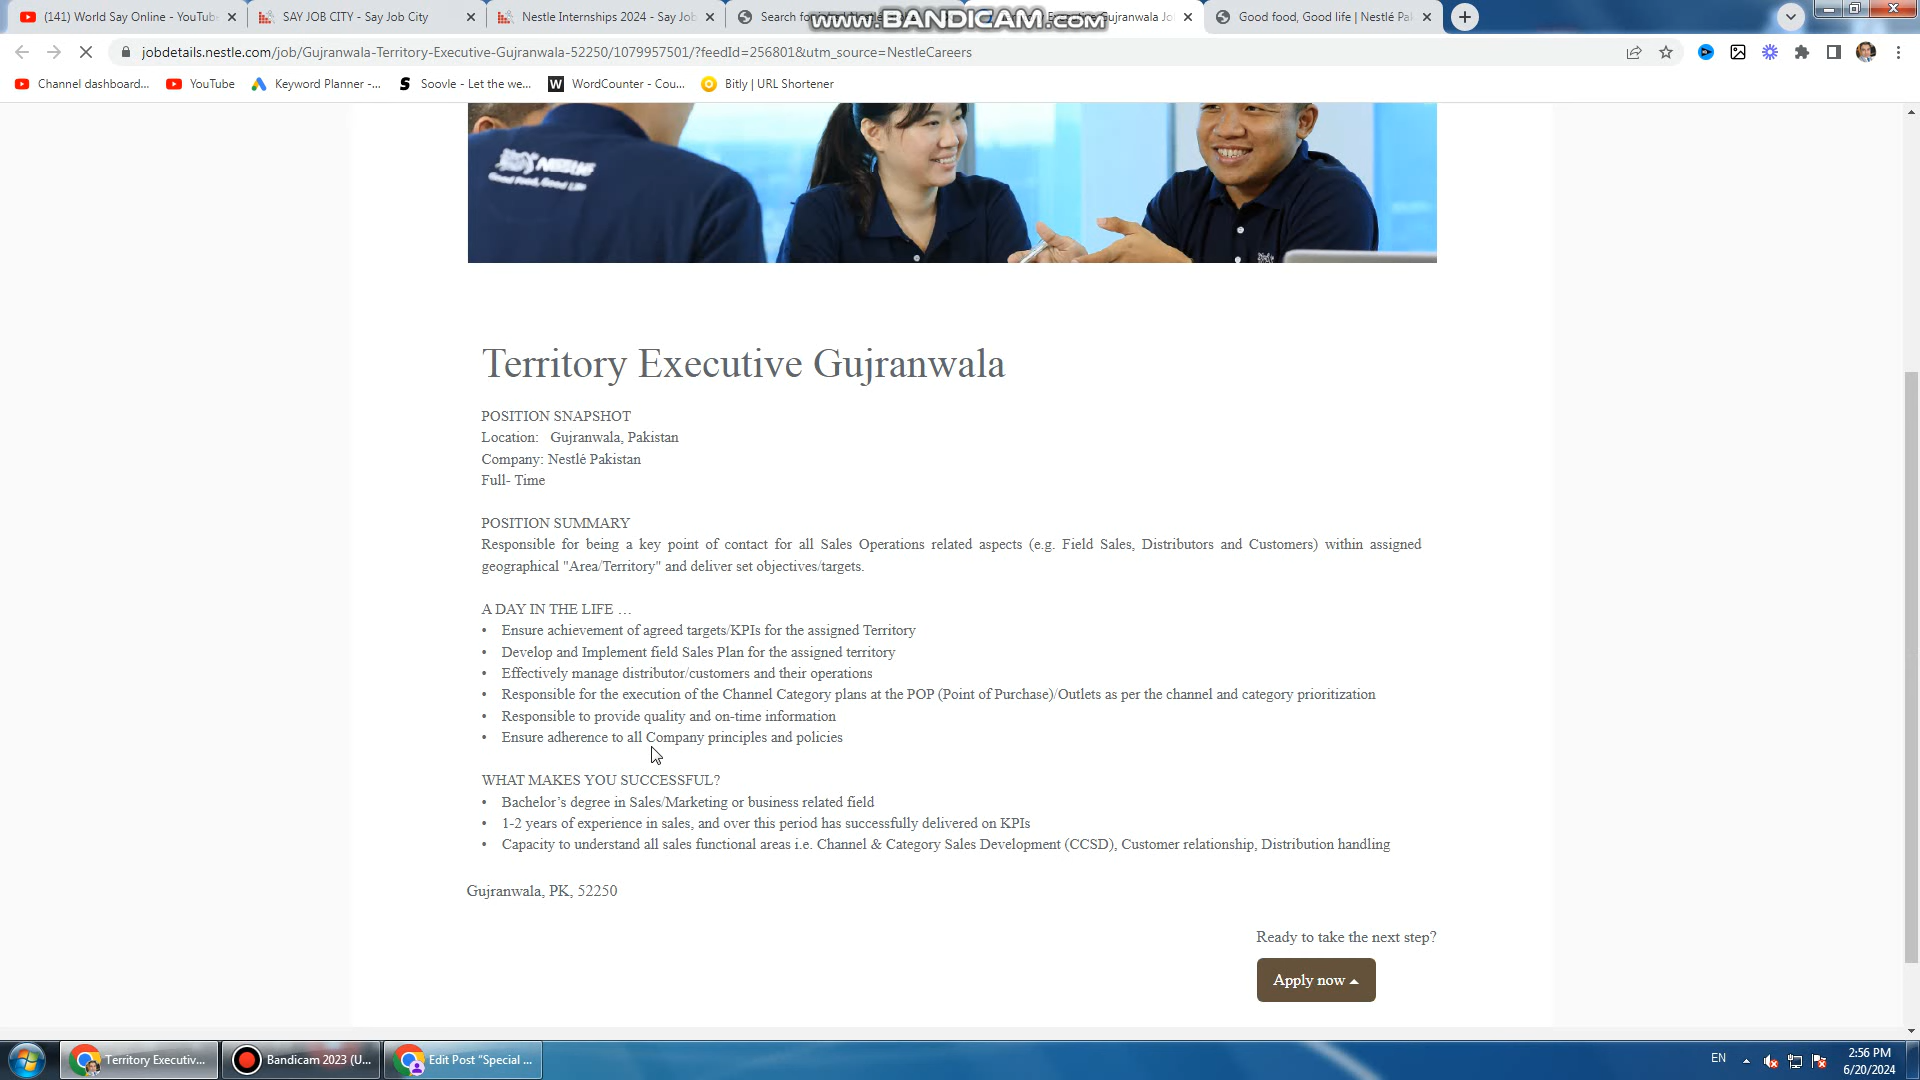 (141) World Say Online - YouTub
SAY JOB CITY - Say Job City
Nestle Internships 2024 - Say Job
Search fo
Gujranwala Jo
Good food, Good life | Nestlé Pak
www.BANDICAM.com
jobdetails.nestle.com/job/Gujranwala-Territory-Executive-Gujranwala-52250/1079957501/?feedId=256801&utm_source=NestleCareers
Channel dashboard...
YouTube
Keyword Planner -...
Soovle - Let the we...
WordCounter - Cou...
Bitly | URL Shortener
NESTLE
Good Food, Good Life
Territory Executive Gujranwala
POSITION SNAPSHOT
Location: Gujranwala, Pakistan
Company: Nestlé Pakistan
Full- Time
POSITION SUMMARY
Responsible for being a key point of contact for all Sales Operations related aspects (e.g. Field Sales, Distributors and Customers) within assigned
geographical "Area/Territory" and deliver set objectives/targets.
A DAY IN THE LIFE …
• Ensure achievement of agreed targets/KPIs for the assigned Territory
• Develop and Implement field Sales Plan for the assigned territory
• Effectively manage distributor/customers and their operations
• Responsible for the execution of the Channel Category plans at the POP (Point of Purchase)/Outlets as per the channel and category prioritization
• Responsible to provide quality and on-time information
• Ensure adherence to all Company principles and policies
WHAT MAKES YOU SUCCESSFUL?
• Bachelor’s degree in Sales/Marketing or business related field
• 1-2 years of experience in sales, and over this period has successfully delivered on KPIs
• Capacity to understand all sales functional areas i.e. Channel & Category Sales Development (CCSD), Customer relationship, Distribution handling
Gujranwala, PK, 52250
Ready to take the next step?
Apply now
Territory Executiv...
Bandicam 2023 (U...
Edit Post "Special ...
EN
2:56 PM
6/20/2024